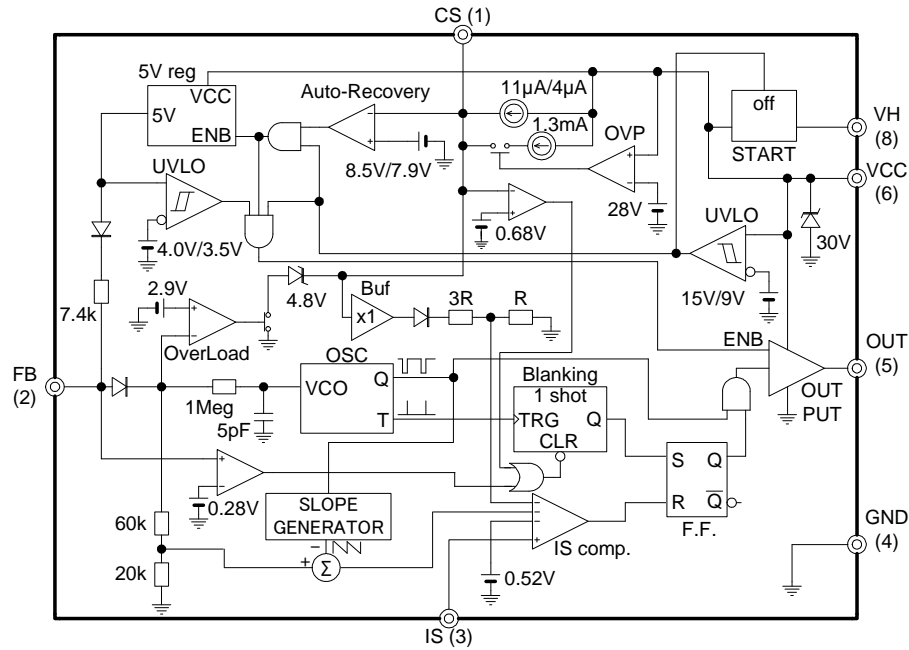 CS (1)
5V reg
VCC
5V
ENB
Auto-Recovery
8.5V/7.9V
11μA/4μA
1.3mA
OVP
28V
off
START
VH
(8)
VCC
(6)
UVLO
4.0V/3.5V
0.68V
UVLO
15V/9V
30V
7.4k
2.9V
OverLoad
4.8V
Buf
x1
3R
R
ENB
OUT
PUT
OUT
(5)
FB
(2)
1Meg
5pF
OSC
VCO
Q
T
Blanking
1 shot
TRG
Q
CLR
S
Q
R
Q
F.F.
0.28V
SLOPE
GENERATOR
60k
20k
−
+
Σ
IS comp.
0.52V
GND
(4)
IS (3)